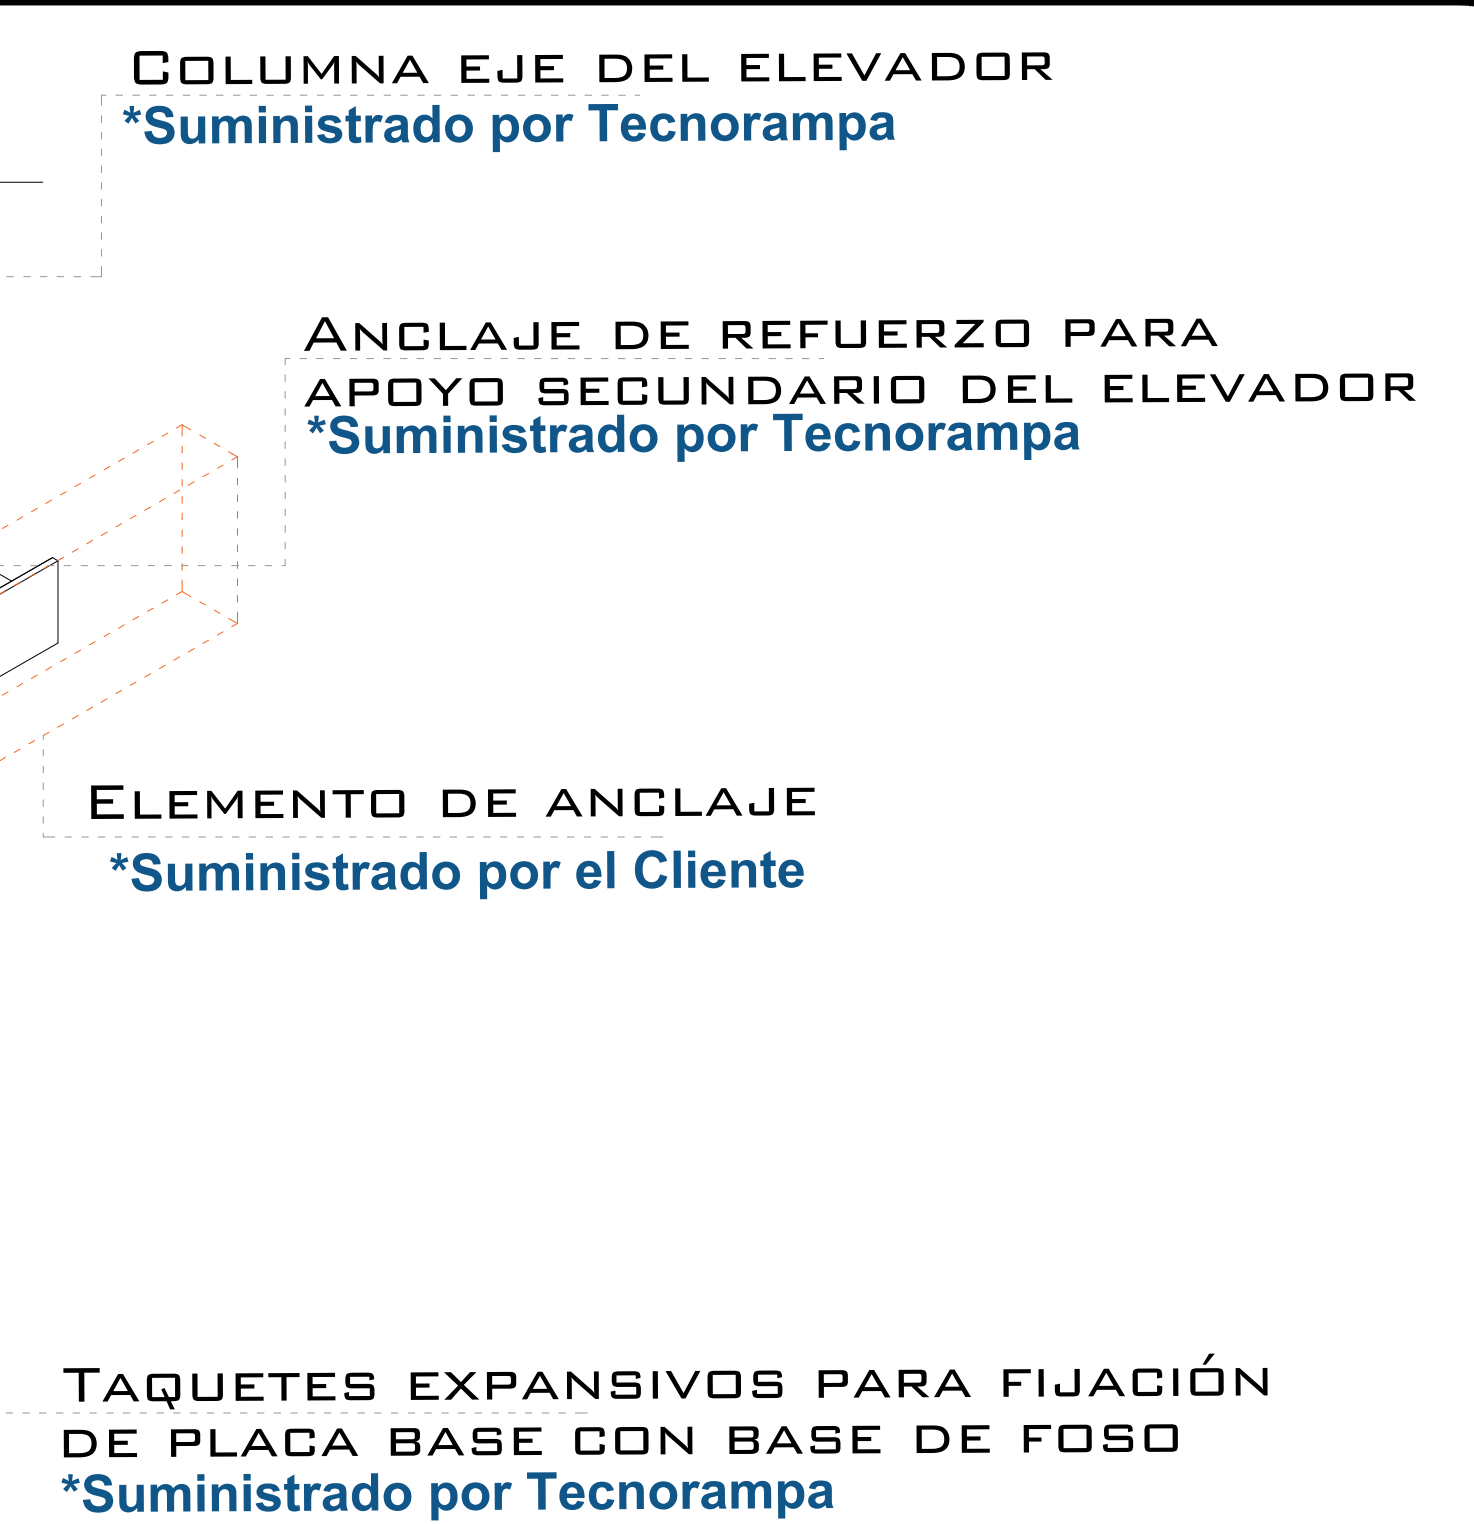 Columna eje del elevador
*Suministrado por Tecnorampa
Anclaje de refuerzo para
apoyo secundario del elevador
*Suministrado por Tecnorampa
Elemento de anclaje
*Suministrado por el Cliente
Taquetes expansivos para fijación
de placa base con base de foso
*Suministrado por Tecnorampa